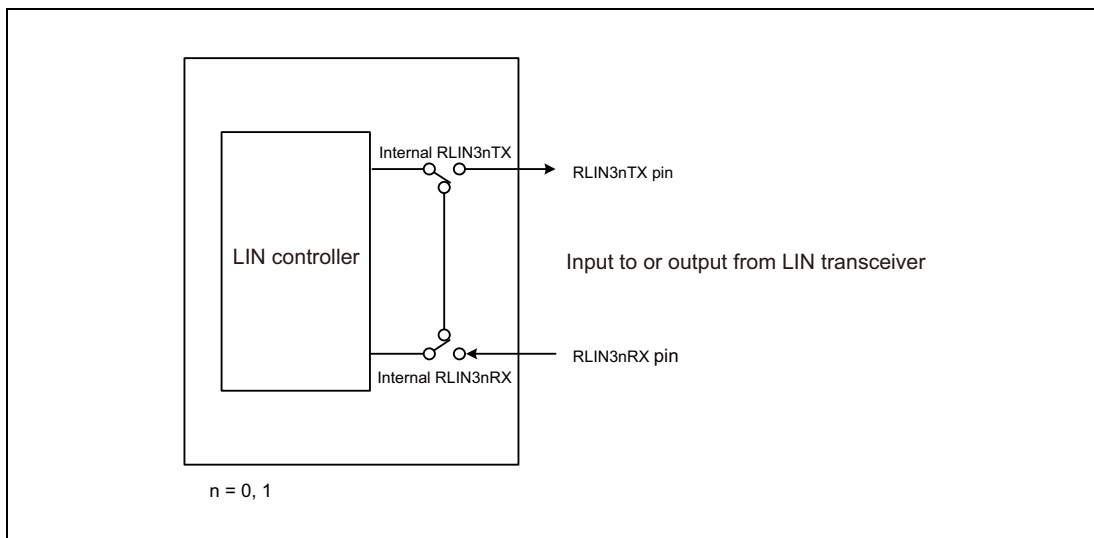 Internal RLIN3nTX
RLIN3nTX pin
LIN controller
Input to or output from LIN transceiver
RLIN3nRX pin
Internal RLIN3nRX
n = 0, 1